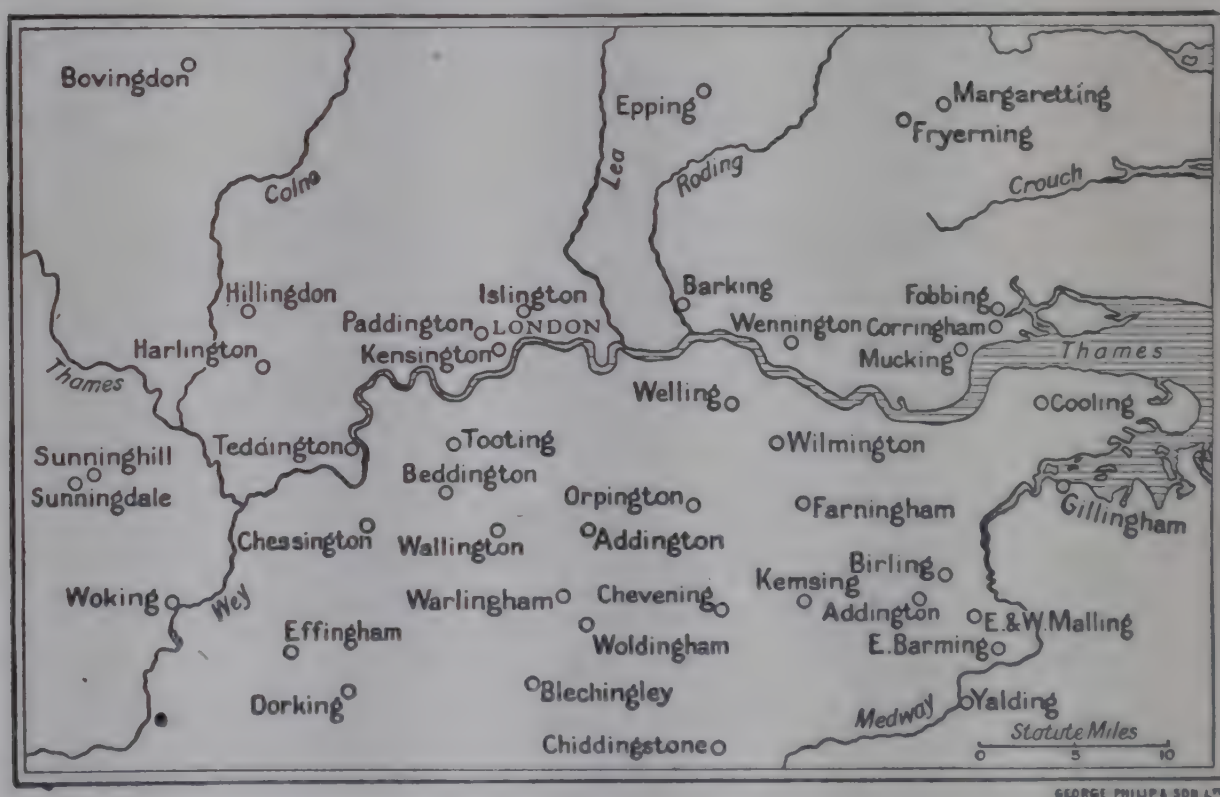 Bovingdon
Epping
Margaretting
Fryerning
Colne
Lea
Roding
Crouch
Hillingdon
Islington
Barking
Fobbing
Paddington
LONDON
Wennington
Corringham
Harlington
Kensington
Mucking
Thames
Thames
Welling
Cooling
Sunninghill
Teddington
Tooting
Wilmington
Sunningdale
Beddington
Orpington
Farningham
Gillingham
Chessington
Wallington
Addington
Birling
Woking
Wey
Warlingham
Chevening
Kemsing
Addington
E.&W.Malling
Effingham
Woldingham
E.Barming
Dorking
Blechingley
Medway
Yalding
Chiddingstone
Statute Miles
0 5 10
GEORGE PHILIP & SON LTD